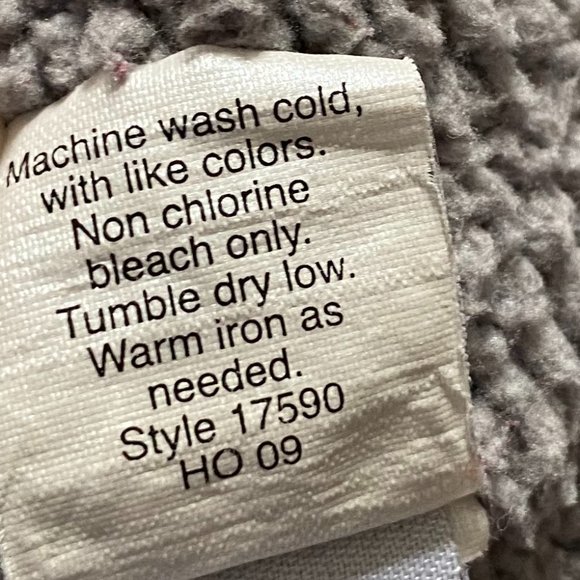 Machine wash cold,
with like colors.
Non chlorine
bleach only.
Tumble dry low.
Warm iron as
needed.
Style 17590
HO 09